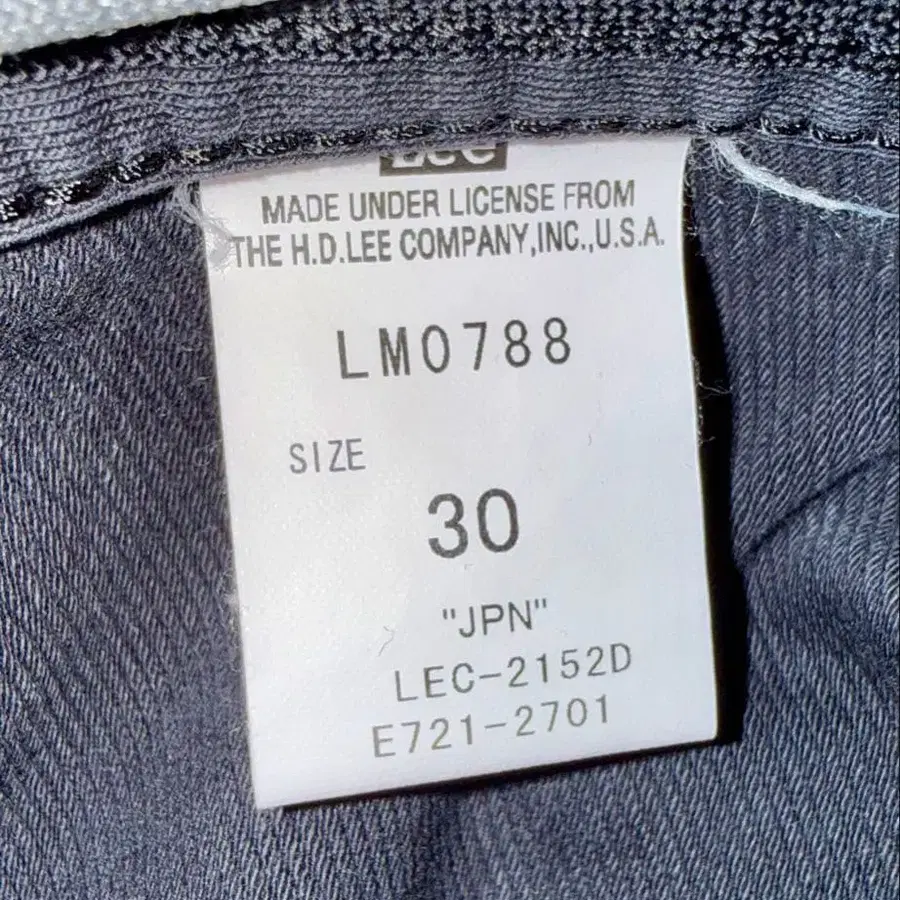 Lee
MADE UNDER LICENSE FROM
THE H.D.LEE COMPANY,INC.,U.S.A.
LM0788
SIZE
30
"JPN"
LEC-2152D
E721-2701